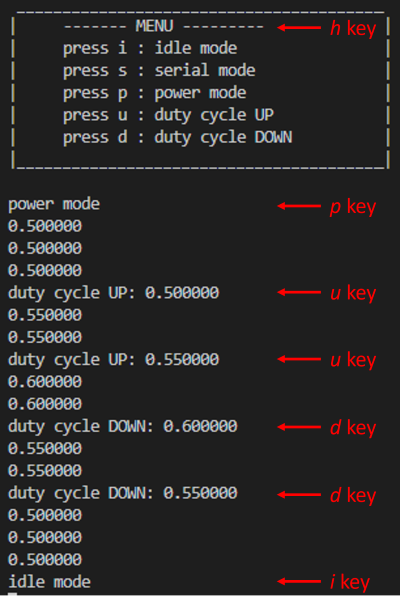 ------- MENU --------- h key
press i : idle mode
press s : serial mode
press p : power mode
press u : duty cycle UP
press d : duty cycle DOWN
power mode p key
0.500000
0.500000
0.500000
duty cycle UP: 0.500000 u key
0.550000
0.550000
duty cycle UP: 0.550000 u key
0.600000
0.600000
duty cycle DOWN: 0.600000 d key
0.550000
0.550000
duty cycle DOWN: 0.550000 d key
0.500000
0.500000
0.500000
idle mode i key